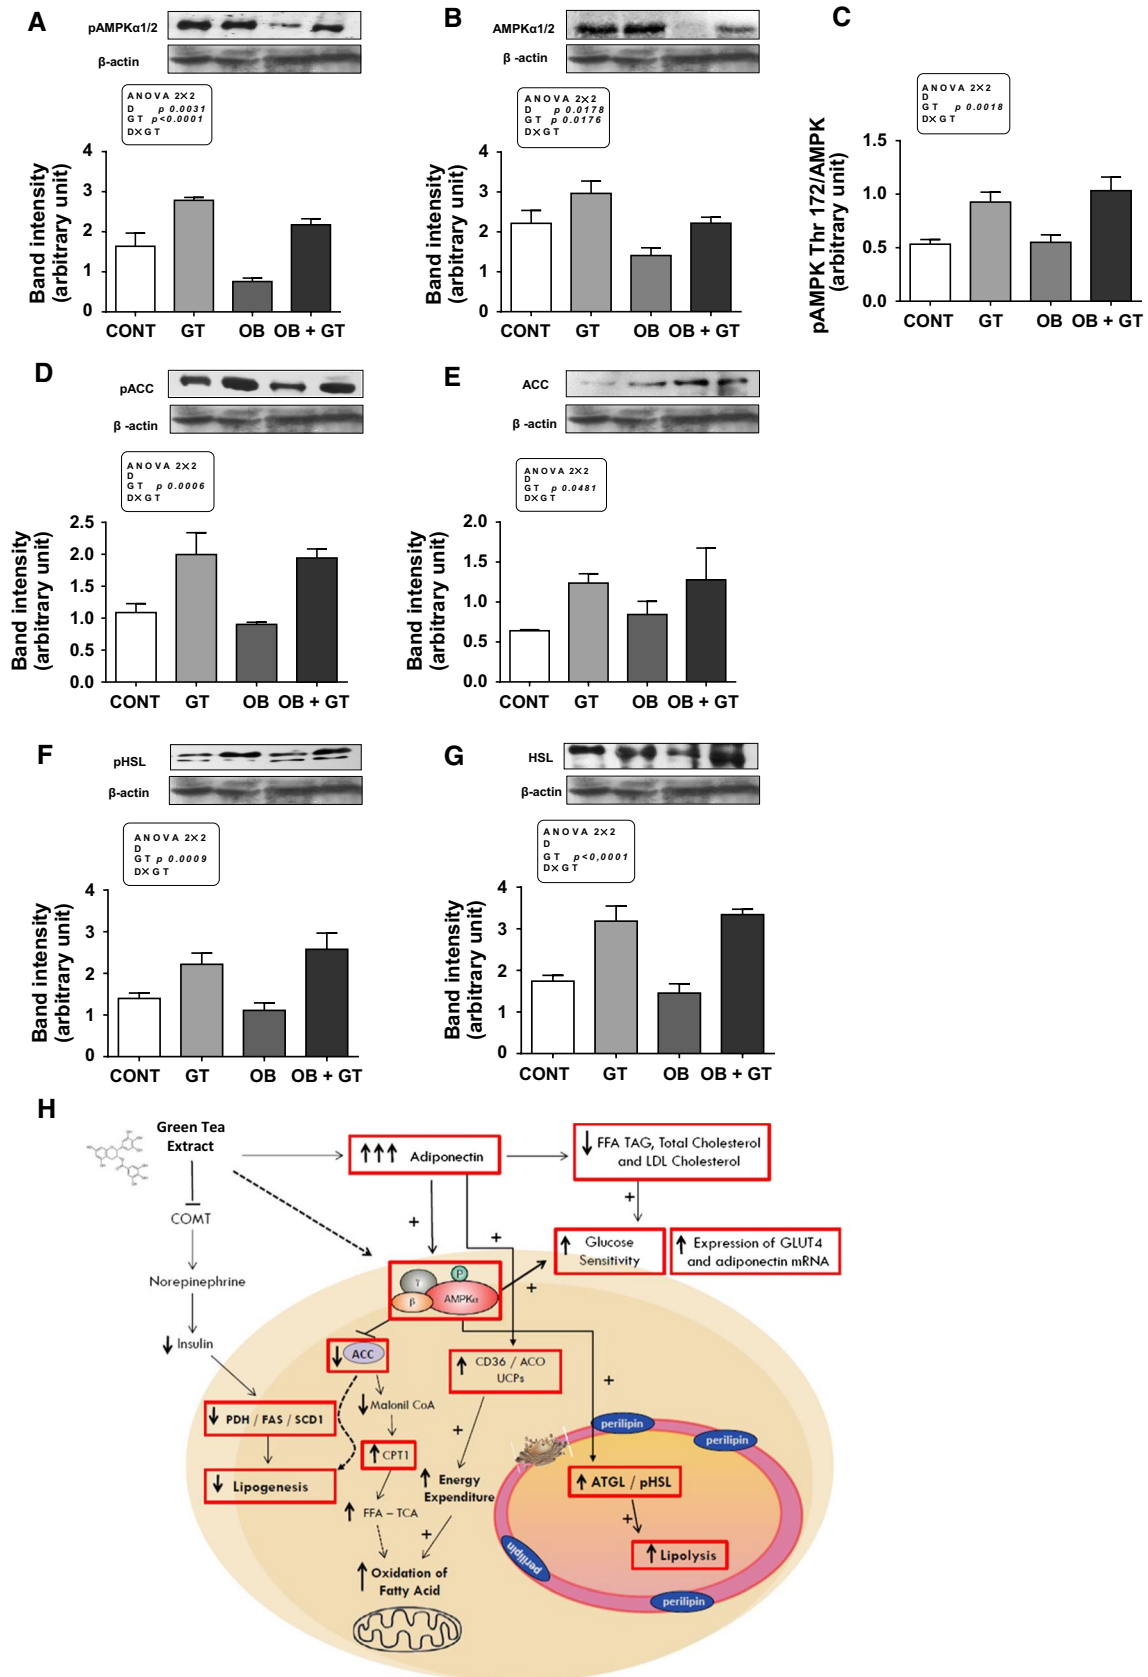 A
pAMPKα1/2
β-actin
ANOVA 2×2
D p 0.0031
GT p<0.0001
D×GT
Band intensity
(arbitrary unit)
4
3
2
1
0
CONT GT OB OB + GT
B
AMPKα1/2
β -actin
ANOVA 2×2
D p 0.0178
GT p 0.0176
D×GT
Band intensity
(arbitrary unit)
4
3
2
1
0
CONT GT OB OB + GT
C
ANOVA 2×2
D
GT p 0.0018
D×GT
pAMPK Thr 172/AMPK
(arbitrary unit)
1.5
1.0
0.5
0.0
CONT GT OB OB + GT
D
pACC
β -actin
ANOVA 2×2
D
GT p 0.0006
D×GT
Band intensity
(arbitrary unit)
2.5
2.0
1.5
1.0
0.5
0.0
CONT GT OB OB + GT
E
ACC
β -actin
ANOVA 2×2
D
GT p 0.0481
D×GT
Band intensity
(arbitrary unit)
2.0
1.5
1.0
0.5
0.0
CONT GT OB OB + GT
F
pHSL
β-actin
ANOVA 2×2
D
GT p 0.0009
D×GT
Band intensity
(arbitrary unit)
4
3
2
1
0
CONT GT OB OB + GT
G
HSL
β-actin
ANOVA 2×2
D
GT p<0,0001
D×GT
Band intensity
(arbitrary unit)
4
3
2
1
0
CONT GT OB OB + GT
H
Green Tea
Extract
↑↑↑ Adiponectin
↓ FFA TAG, Total Cholesterol
and LDL Cholesterol
COMT
+
+
+
↑ Glucose
Sensitivity
↑ Expression of GLUT4
and adiponectin mRNA
Norepinephrine
γ
P
β
AMPKα
+
↓ Insulin
↓ ACC
↑ CD36 / ACO
UCPs
+
↓ PDH / FAS / SCD1
↓ Malonil CoA
+
perilipin
perilipin
↑ CPT1
↓ Lipogenesis
↑ Energy
Expenditure
↑ ATGL / pHSL
↑ FFA – TCA
+
+
perilipin
↑ Lipolysis
↑ Oxidation of
Fatty Acid
perilipin